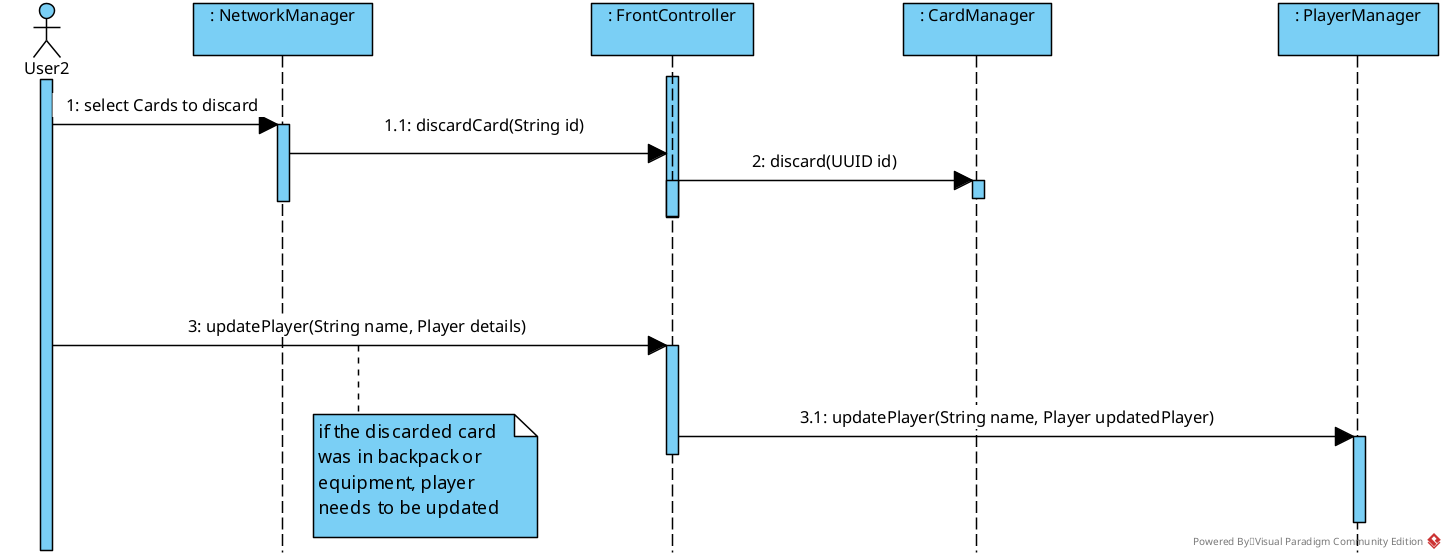 : NetworkManager
: FrontController
: CardManager
: PlayerManager
User2
1: select Cards to discard
1.1: discardCard(String id)
2: discard(UUID id)
3: updatePlayer(String name, Player details)
3.1: updatePlayer(String name, Player updatedPlayer)
if the discarded card
was in backpack or
equipment, player
needs to be updated
Powered By Visual Paradigm Community Edition